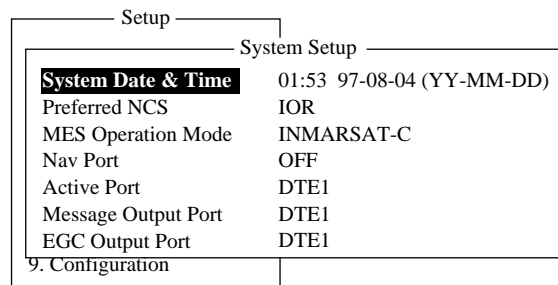 Setup
System Setup
System Date & Time 01:53 97-08-04 (YY-MM-DD)
Preferred NCS IOR
MES Operation Mode INMARSAT-C
Nav Port OFF
Active Port DTE1
Message Output Port DTE1
EGC Output Port DTE1
9. Configuration